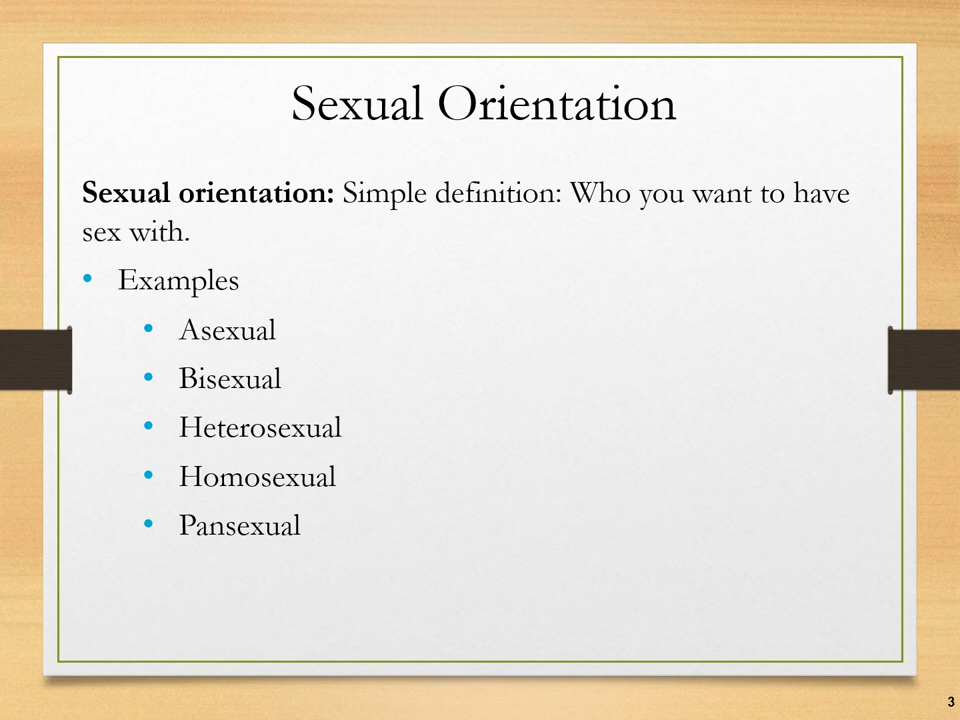 Sexual Orientation
Sexual orientation: Simple definition: Who you want to have
sex with.
• Examples
• Asexual
• Bisexual
• Heterosexual
• Homosexual
• Pansexual
3